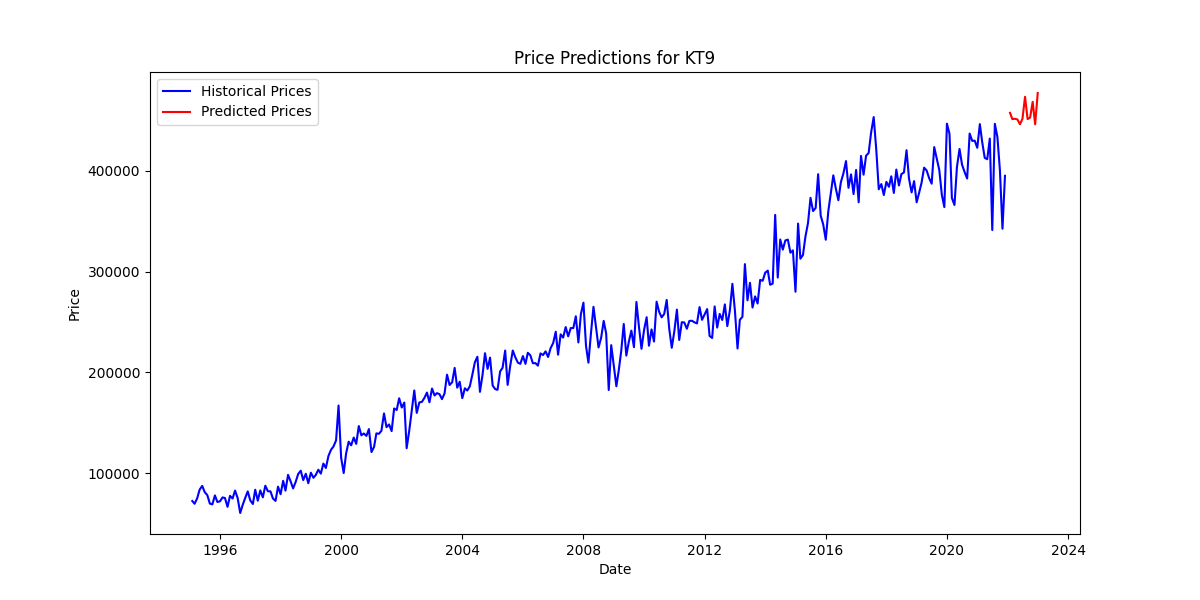 Price Predictions for KT9
Historical Prices
Predicted Prices
400000
300000
200000
100000
Price
1996 2000 2004 2008 2012 2016 2020 2024
Date